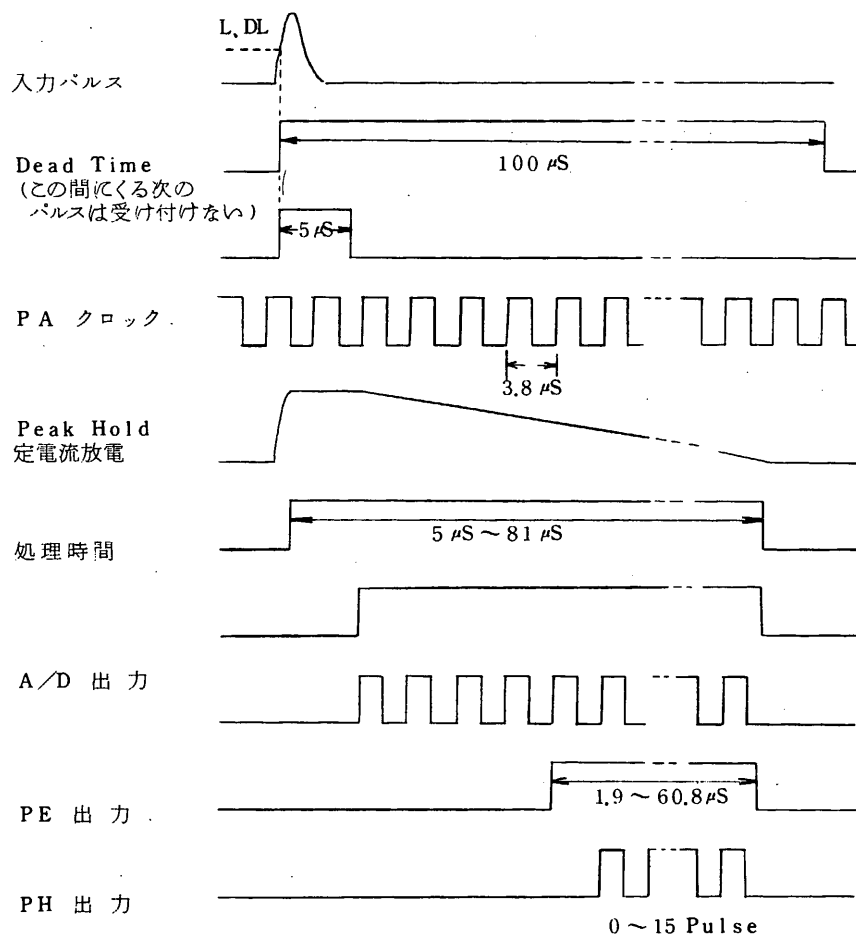 L、DL
入力パルス
100 μS
Dead Time
(この間にくる次の
パルスは受け付けない)
5 μS
PA クロック
3.8 μS
Peak Hold
定電流放電
5 μS ～ 81 μS
処理時間
A／D 出力
1.9 ～ 60.8 μS
PE 出力
PH 出力
0 ～ 15 Pulse